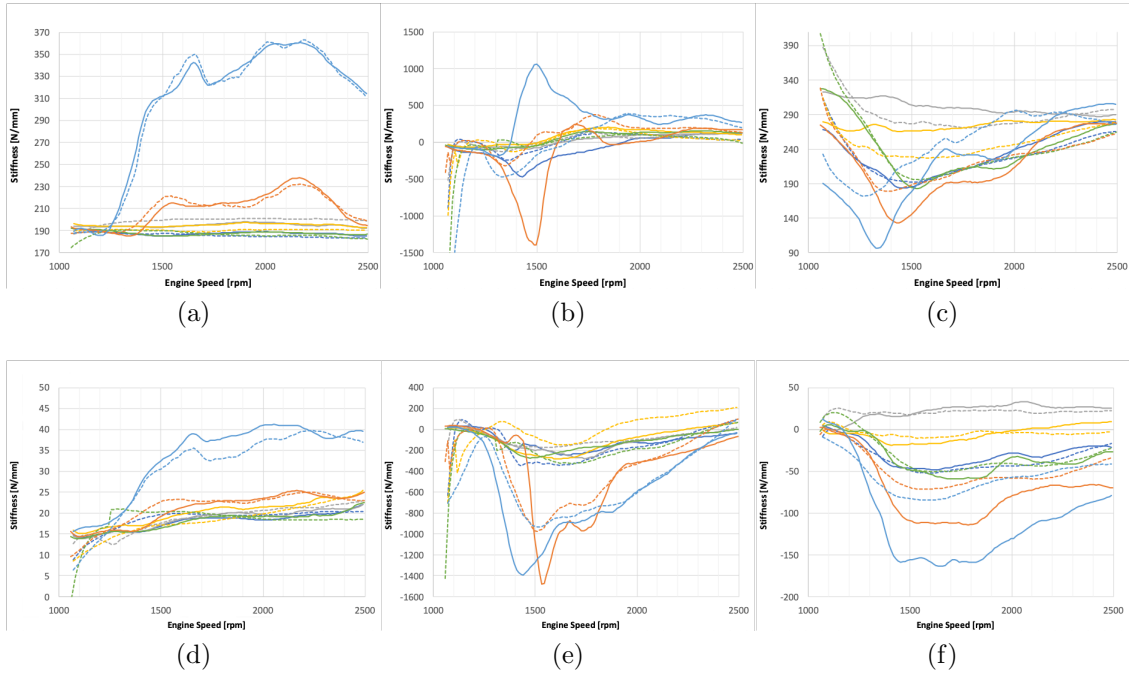 370
350
330
310
290
270
250
230
210
190
170
Stiffness [N/mm]
1000 1500 2000 2500
Engine Speed [rpm]
(a)
1500
1000
500
0
-500
-1000
-1500
Stiffness [N/mm]
1000 1500 2000 2500
Engine Speed [rpm]
(b)
390
340
290
240
190
140
90
Stiffness [N/mm]
1000 1500 2000 2500
Engine Speed [rpm]
(c)
50
45
40
35
30
25
20
15
10
5
0
Stiffness [N/mm]
1000 1500 2000 2500
Engine Speed [rpm]
(d)
400
200
0
-200
-400
-600
-800
-1000
-1200
-1400
-1600
Stiffness [N/mm]
1000 1500 2000 2500
Engine Speed [rpm]
(e)
50
0
-50
-100
-150
-200
Stiffness [N/mm]
1000 1500 2000 2500
Engine Speed [rpm]
(f)